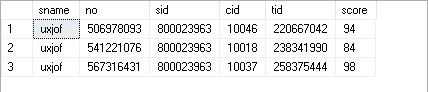 sname no sid cid tid score
1 uxjof 506978093 800023963 10046 220667042 94
2 uxjof 541221076 800023963 10018 238341990 84
3 uxjof 567316431 800023963 10037 258375444 98